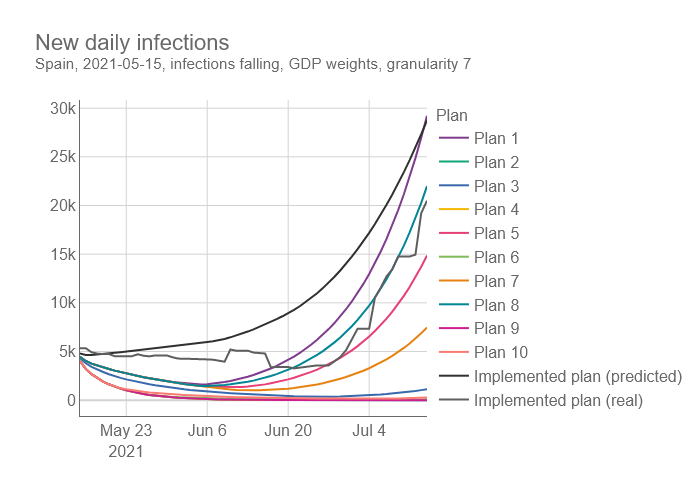 New daily infections
Spain, 2021-05-15, infections falling, GDP weights, granularity 7
30k
25k
20k
15k
10k
5k
0
May 23
2021
Jun 6
Jun 20
Jul 4
Plan
Plan 1
Plan 2
Plan 3
Plan 4
Plan 5
Plan 6
Plan 7
Plan 8
Plan 9
Plan 10
Implemented plan (predicted)
Implemented plan (real)